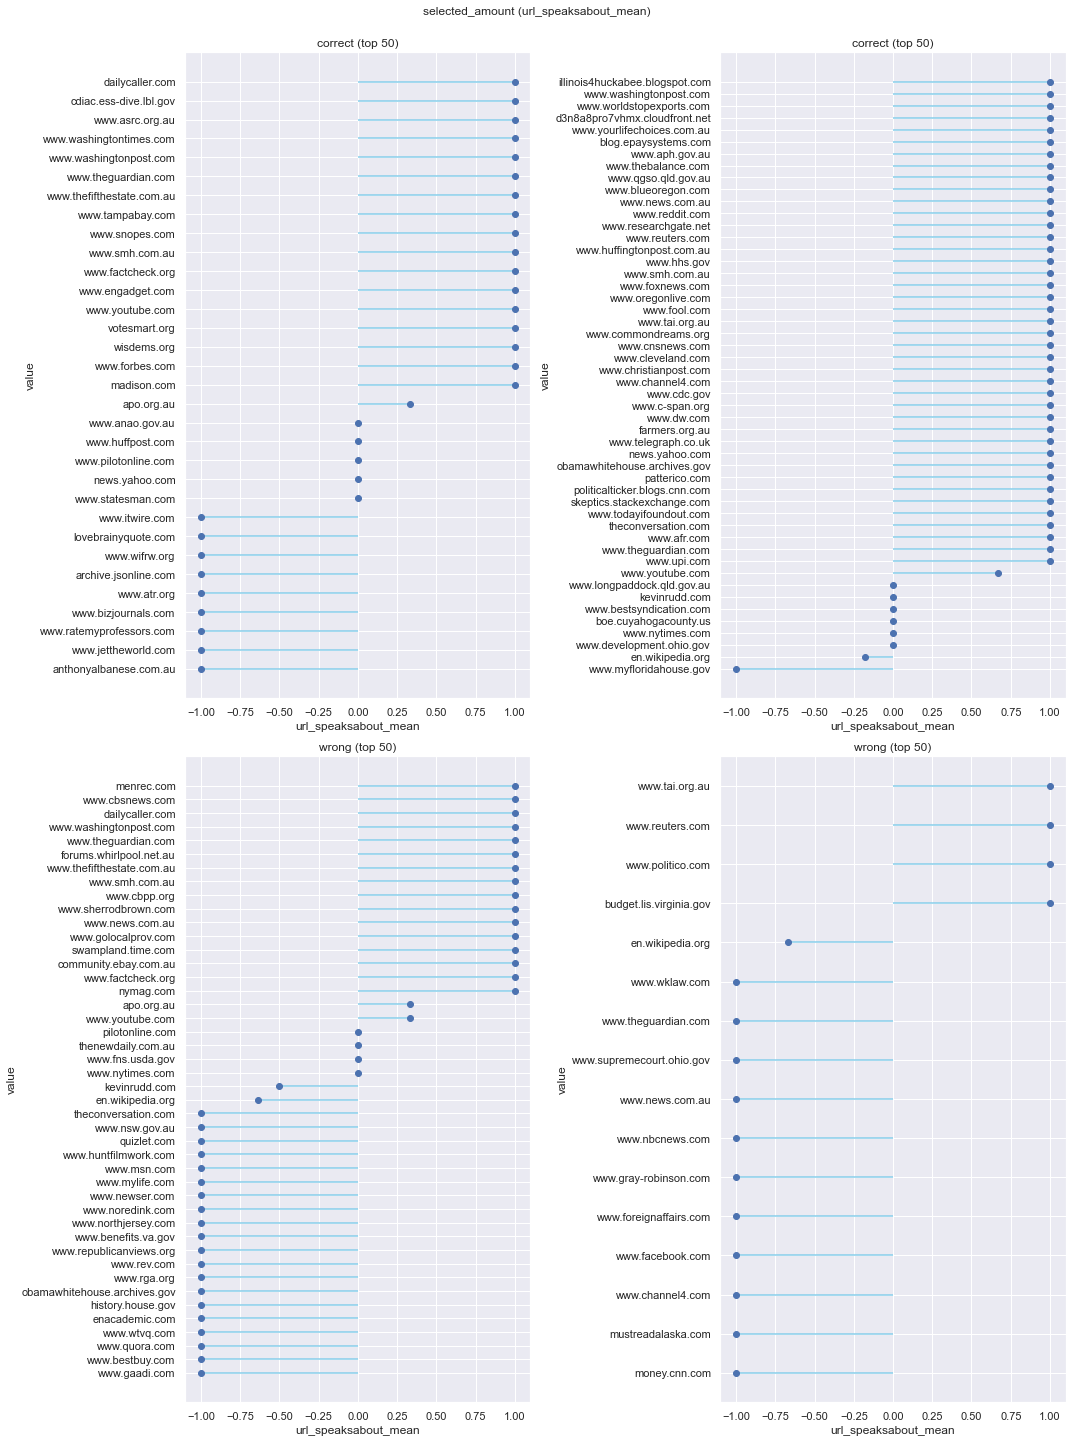 selected_amount (url_speaksabout_mean)
correct (top 50)
dailycaller.com
cdiac.ess-dive.lbl.gov
www.asrc.org.au
www.washingtontimes.com
www.washingtonpost.com
www.theguardian.com
www.thefifthestate.com.au
www.tampabay.com
www.snopes.com
www.smh.com.au
www.factcheck.org
www.engadget.com
www.youtube.com
votesmart.org
wisdems.org
www.forbes.com
madison.com
apo.org.au
www.anao.gov.au
www.huffpost.com
www.pilotonline.com
news.yahoo.com
www.statesman.com
www.itwire.com
lovebrainyquote.com
www.wifrw.org
archive.jsonline.com
www.atr.org
www.bizjournals.com
www.ratemyprofessors.com
www.jettheworld.com
anthonyalbanese.com.au
value
−1.00 −0.75 −0.50 −0.25 0.00 0.25 0.50 0.75 1.00
url_speaksabout_mean
correct (top 50)
illinois4huckabee.blogspot.com
www.washingtonpost.com
www.worldstopexports.com
d3n8a8pro7vhmx.cloudfront.net
www.yourlifechoices.com.au
blog.epaysystems.com
www.aph.gov.au
www.thebalance.com
www.qgso.qld.gov.au
www.blueoregon.com
www.news.com.au
www.reddit.com
www.researchgate.net
www.reuters.com
www.huffingtonpost.com.au
www.hhs.gov
www.smh.com.au
www.foxnews.com
www.oregonlive.com
www.fool.com
www.tai.org.au
www.commondreams.org
www.cnsnews.com
www.cleveland.com
www.christianpost.com
www.channel4.com
www.cdc.gov
www.c-span.org
www.dw.com
farmers.org.au
www.telegraph.co.uk
news.yahoo.com
obamawhitehouse.archives.gov
patterico.com
politicalticker.blogs.cnn.com
skeptics.stackexchange.com
www.todayifoundout.com
theconversation.com
www.afr.com
www.theguardian.com
www.upi.com
www.youtube.com
www.longpaddock.qld.gov.au
kevinrudd.com
www.bestsyndication.com
boe.cuyahogacounty.us
www.nytimes.com
www.development.ohio.gov
en.wikipedia.org
www.myfloridahouse.gov
value
−1.00 −0.75 −0.50 −0.25 0.00 0.25 0.50 0.75 1.00
url_speaksabout_mean
wrong (top 50)
menrec.com
www.cbsnews.com
dailycaller.com
www.washingtonpost.com
www.theguardian.com
forums.whirlpool.net.au
www.thefifthestate.com.au
www.smh.com.au
www.cbpp.org
www.sherrodbrown.com
www.news.com.au
www.golocalprov.com
swampland.time.com
community.ebay.com.au
www.factcheck.org
nymag.com
apo.org.au
www.youtube.com
pilotonline.com
thenewdaily.com.au
www.fns.usda.gov
www.nytimes.com
kevinrudd.com
en.wikipedia.org
theconversation.com
www.nsw.gov.au
quizlet.com
www.huntfilmwork.com
www.msn.com
www.mylife.com
www.newser.com
www.noredink.com
www.northjersey.com
www.benefits.va.gov
www.republicanviews.org
www.rev.com
www.rga.org
obamawhitehouse.archives.gov
history.house.gov
enacademic.com
www.wtvq.com
www.quora.com
www.bestbuy.com
www.gaadi.com
value
−1.00 −0.75 −0.50 −0.25 0.00 0.25 0.50 0.75 1.00
url_speaksabout_mean
wrong (top 50)
www.tai.org.au
www.reuters.com
www.politico.com
budget.lis.virginia.gov
en.wikipedia.org
www.wklaw.com
www.theguardian.com
www.supremecourt.ohio.gov
www.news.com.au
www.nbcnews.com
www.gray-robinson.com
www.foreignaffairs.com
www.facebook.com
www.channel4.com
mustreadalaska.com
money.cnn.com
value
−1.00 −0.75 −0.50 −0.25 0.00 0.25 0.50 0.75 1.00
url_speaksabout_mean